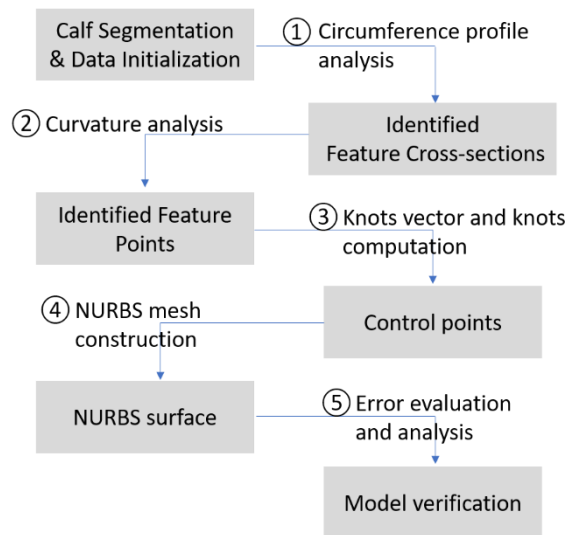 Calf Segmentation
& Data Initialization
① Circumference profile
analysis
② Curvature analysis
Identified
Feature Cross-sections
Identified Feature
Points
③ Knots vector and knots
computation
④ NURBS mesh
construction
Control points
NURBS surface
⑤ Error evaluation
and analysis
Model verification